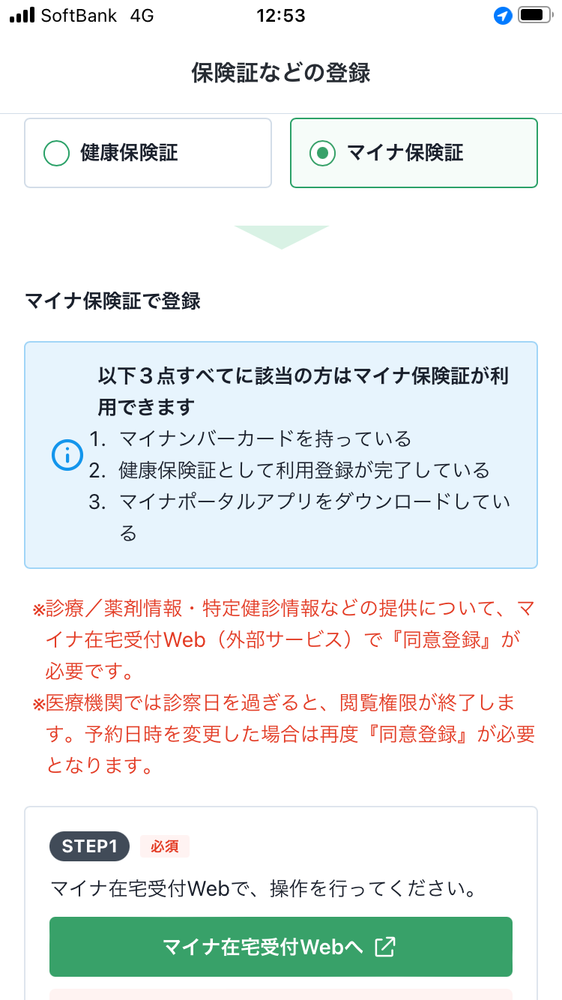 SoftBank 4G 12:53
保険証などの登録
健康保険証 マイナ保険証
マイナ保険証で登録
以下３点すべてに該当の方はマイナ保険証が利
用できます
1. マイナンバーカードを持っている
2. 健康保険証として利用登録が完了している
3. マイナポータルアプリをダウンロードしてい
る
※診療／薬剤情報・特定健診情報などの提供について、マ
イナ在宅受付Web（外部サービス）で『同意登録』が
必要です。
※医療機関では診察日を過ぎると、閲覧権限が終了しま
す。予約日時を変更した場合は再度『同意登録』が必要
となります。
STEP1 必須
マイナ在宅受付Webで、操作を行ってください。
マイナ在宅受付Webへ